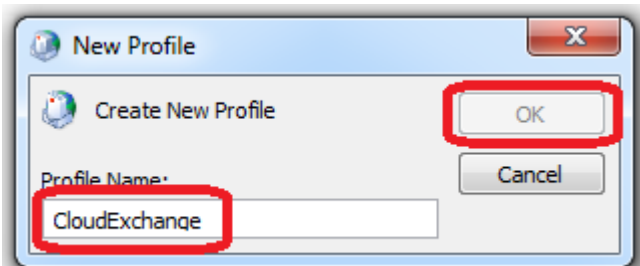 New Profile
Create New Profile
OK
Profile Name:
Cancel
CloudExchange